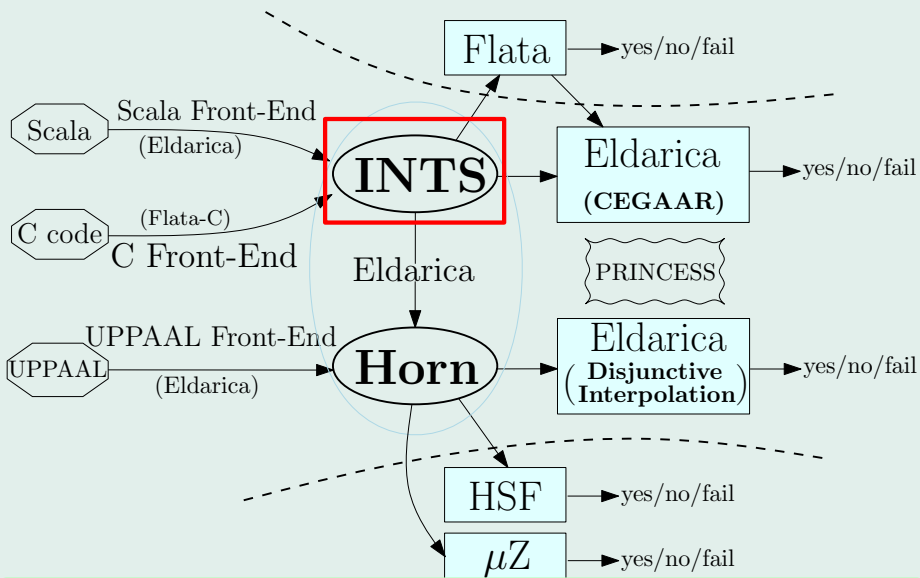 Flata
yes/no/fail
Scala
Scala Front-End
(Eldarica)
INTS
Eldarica
(CEGAAR)
yes/no/fail
C code
(Flata-C)
C Front-End
Eldarica
PRINCESS
UPPAAL
UPPAAL Front-End
(Eldarica)
Horn
Eldarica
(Disjunctive
Interpolation)
yes/no/fail
HSF
yes/no/fail
μZ
yes/no/fail